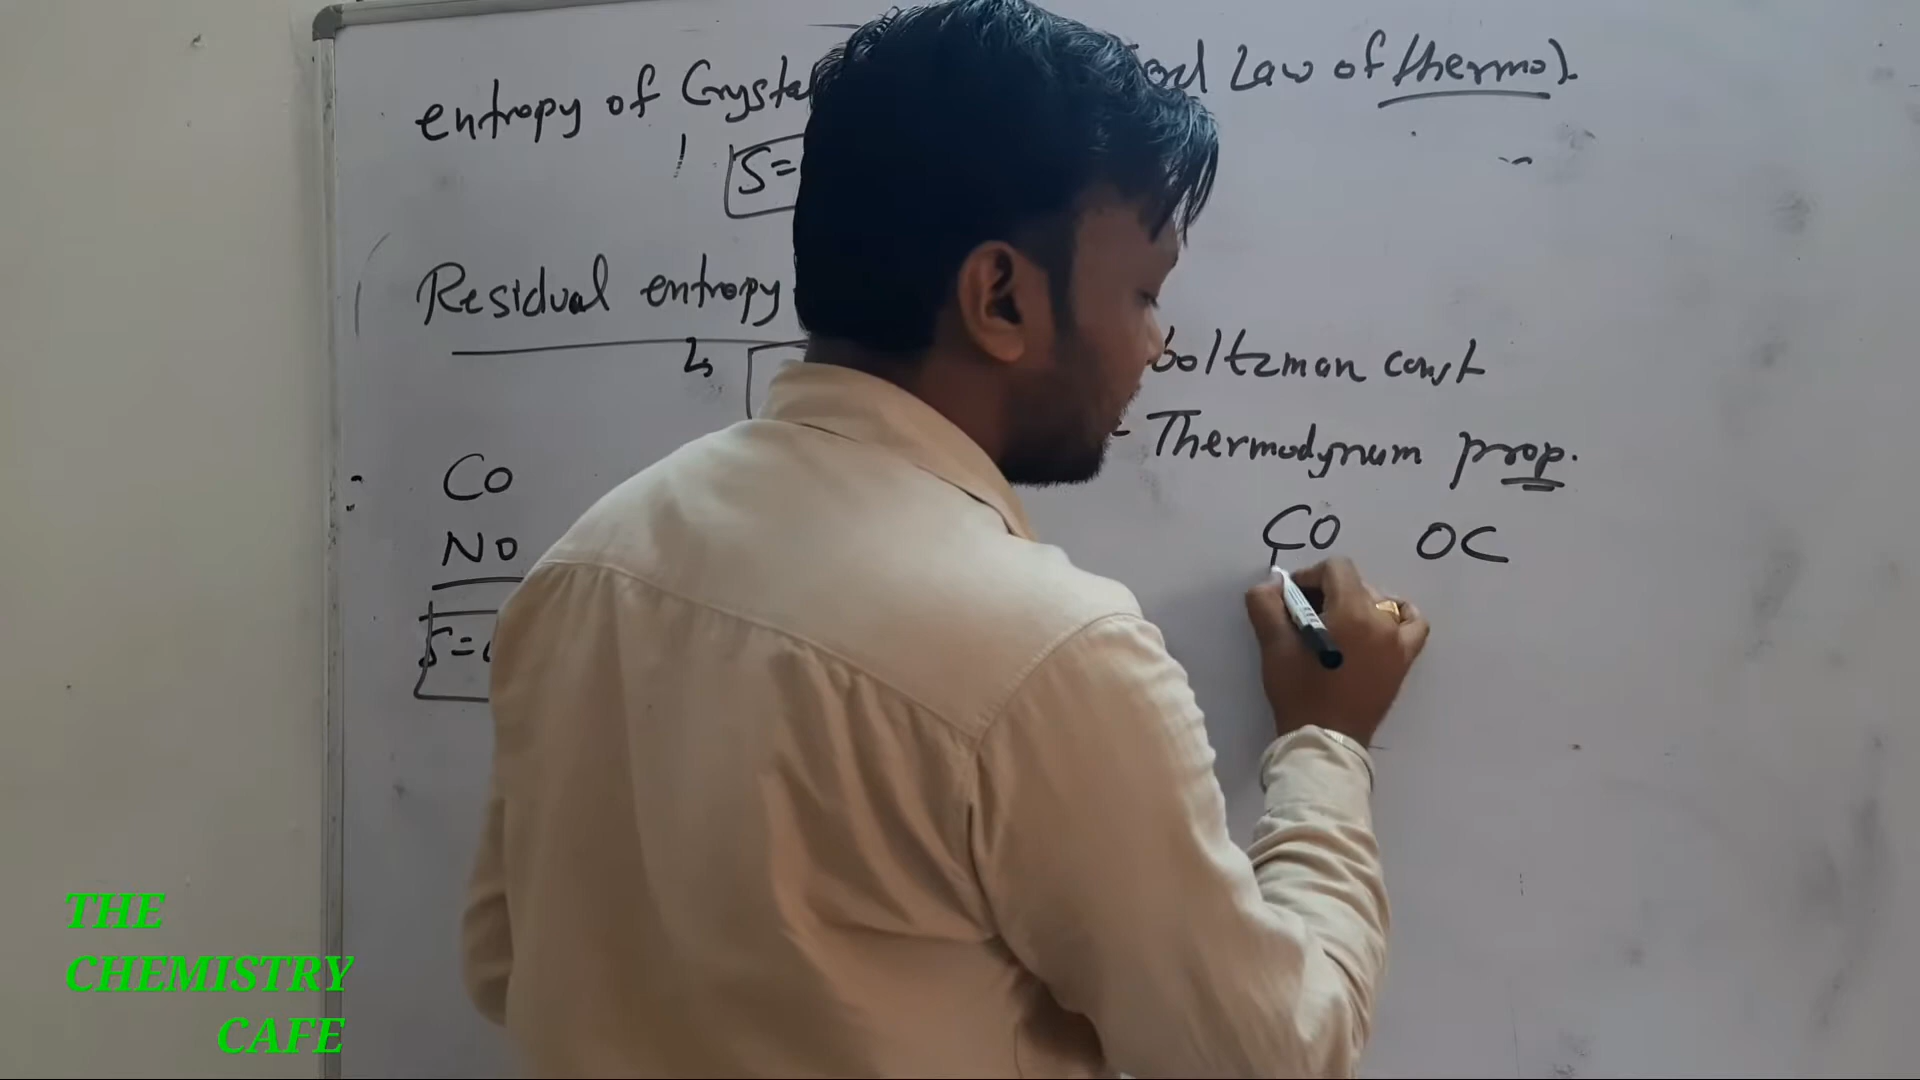 entropy of Crysta Law of thermo).
S=
Residual entropy
boltzman const
Thermodynum prop.
CO
NO
S=
CO OC
THE
CHEMISTRY
CAFE